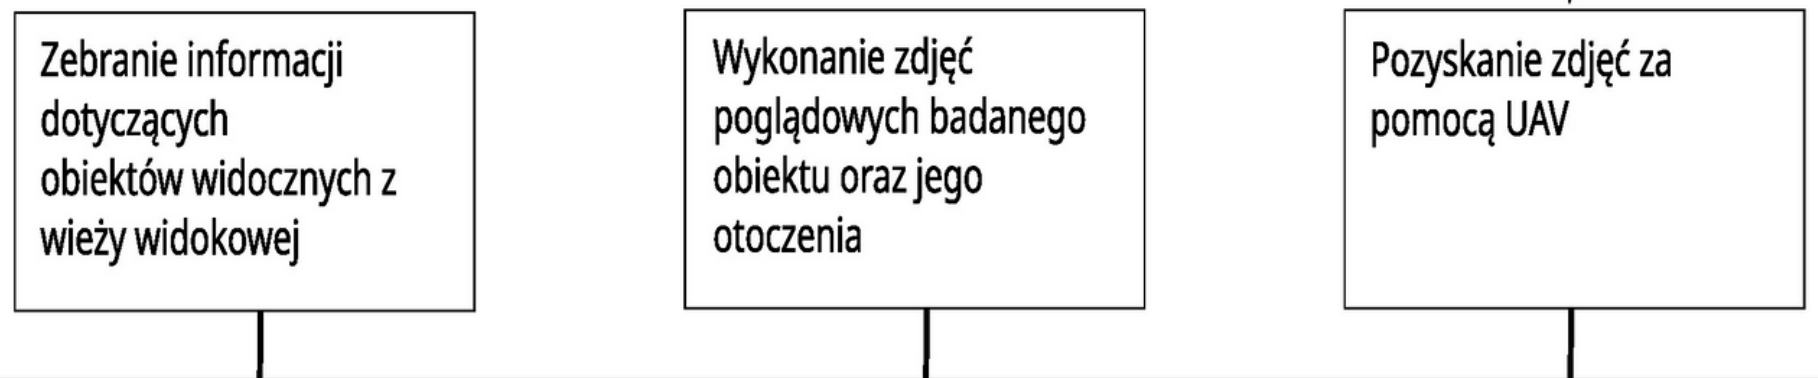 Zebranie informacji
dotyczących
obiektów widocznych z
wieży widokowej
Wykonanie zdjęć
poglądowych badanego
obiektu oraz jego
otoczenia
Pozyskanie zdjęć za
pomocą UAV